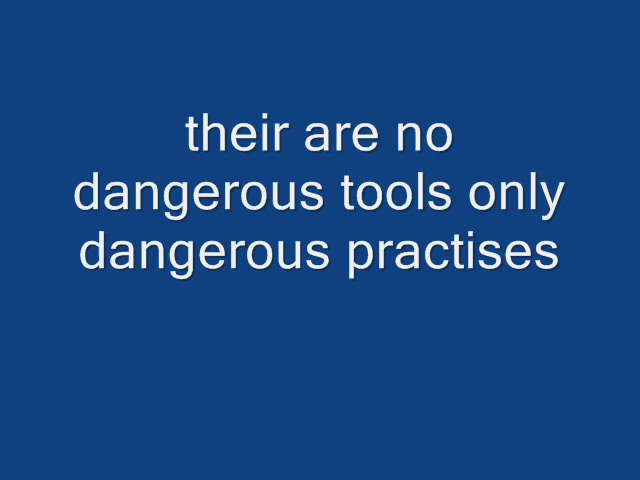 their are no
dangerous tools only
dangerous practises